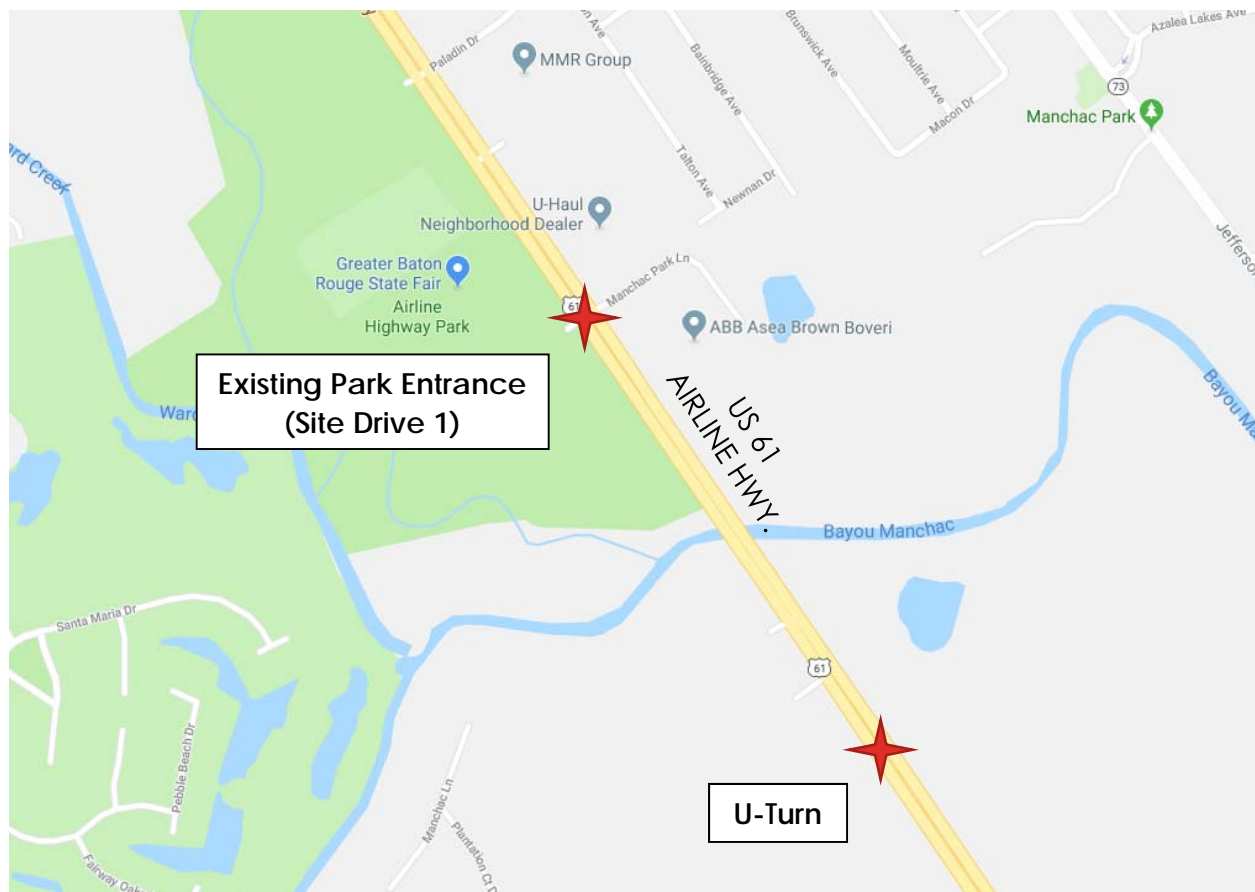 Azalea Lakes Ave
Paladin Dr
MMR Group
Bainbridge Ave
Brunswick Ave
Moultrie Ave
Macon Dr
73
Manchac Park
Talton Ave
Newnan Dr
U-Haul
Neighborhood Dealer
Greater Baton
Rouge State Fair
Airline
Highway Park
61
Manchac Park Ln
ABB Asea Brown Boveri
Existing Park Entrance
(Site Drive 1)
US 61
AIRLINE HWY.
Bayou Manchac
Santa Maria Dr
61
Pebble Beach Dr
Manchac Ln
Plantation Ct
U-Turn